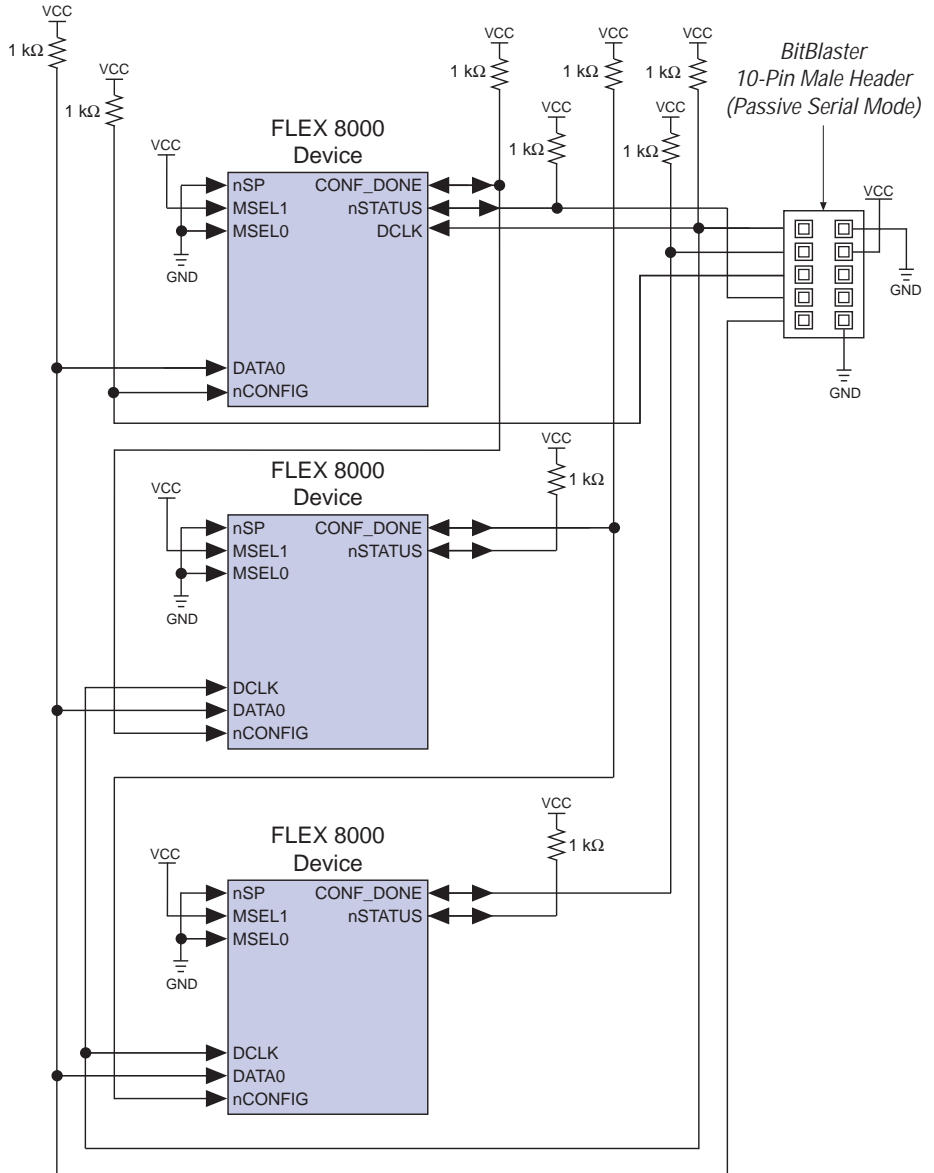 VCC
1 kΩ
VCC
1 kΩ
VCC
1 kΩ
VCC
1 kΩ
VCC
1 kΩ
VCC
1 kΩ
VCC
1 kΩ
BitBlaster
10-Pin Male Header
(Passive Serial Mode)
VCC
GND
GND
FLEX 8000
Device
VCC
nSP
MSEL1
MSEL0
GND
CONF_DONE
nSTATUS
DCLK
DATA0
nCONFIG
FLEX 8000
Device
VCC
nSP
MSEL1
MSEL0
GND
CONF_DONE
nSTATUS
VCC
1 kΩ
DCLK
DATA0
nCONFIG
FLEX 8000
Device
VCC
nSP
MSEL1
MSEL0
GND
CONF_DONE
nSTATUS
VCC
1 kΩ
DCLK
DATA0
nCONFIG